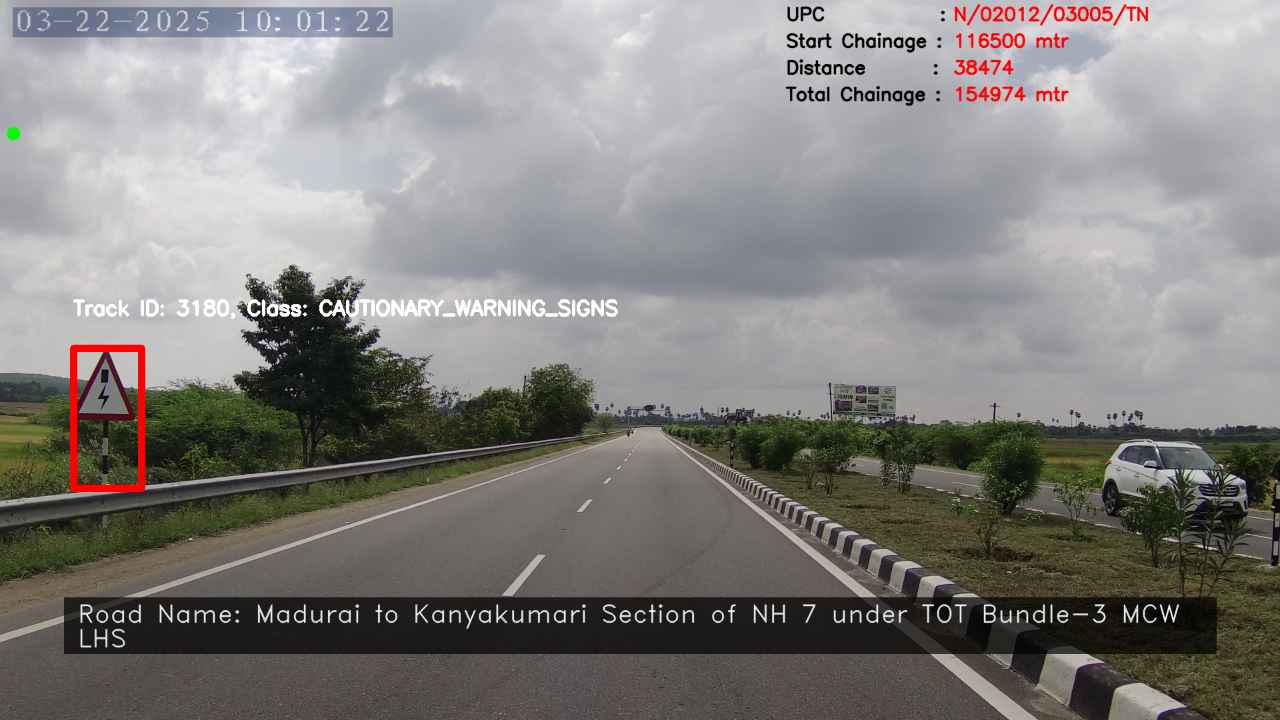 03-22-2025 10:01:22
UPC : N/02012/03005/TN
Start Chainage : 116500 mtr
Distance : 38474
Total Chainage : 154974 mtr
Track ID: 3180, Class: CAUTIONARY_WARNING_SIGNS
Road Name: Madurai to Kanyakumari Section of NH 7 under TOT Bundle-3 MCW
LHS